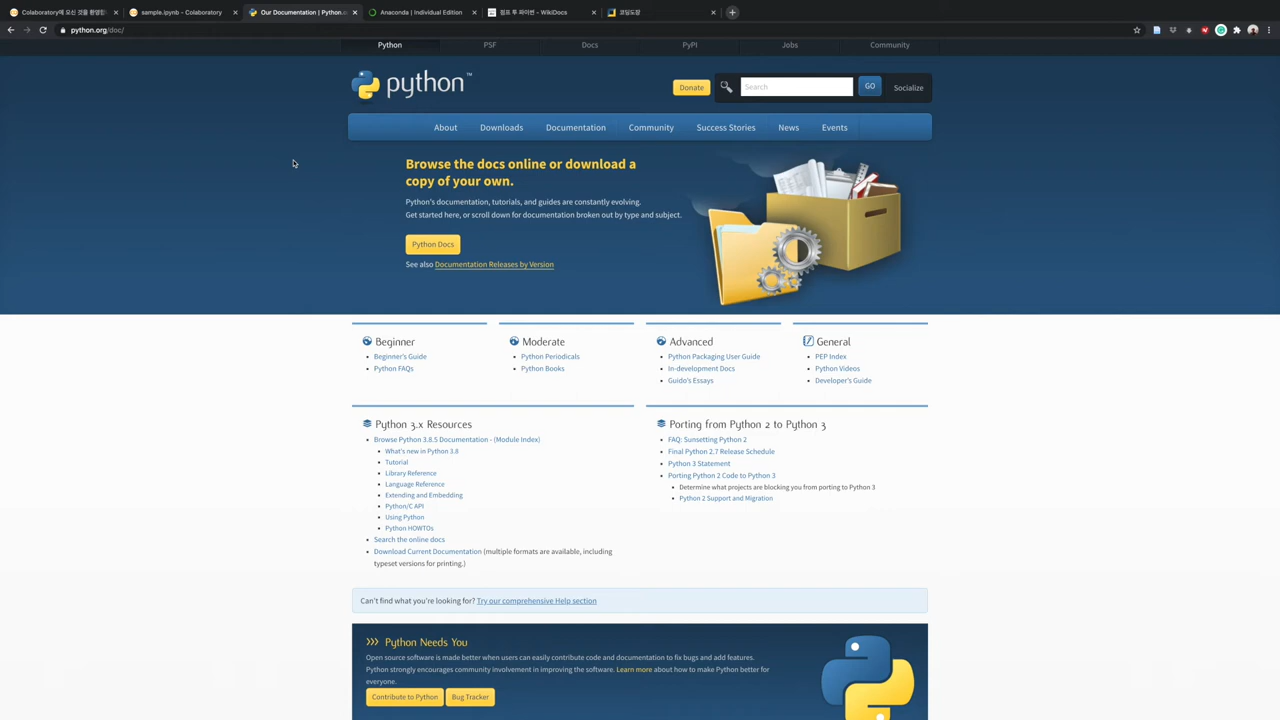 Colaboratory에 오신 것을 환영합
sample.ipynb - Colaboratory
Our Documentation | Python.o
Anaconda | Individual Edition
점프 투 파이썬 - WikiDocs
코딩도장
python.org/doc/
Python
PSF
Docs
PyPI
Jobs
Community
python™
Donate
Search
GO
Socialize
About
Downloads
Documentation
Community
Success Stories
News
Events
Browse the docs online or download a
copy of your own.
Python's documentation, tutorials, and guides are constantly evolving.
Get started here, or scroll down for documentation broken out by type and subject.
Python Docs
See also Documentation Releases by Version
Beginner
Beginner's Guide
Python FAQs
Moderate
Python Periodicals
Python Books
Advanced
Python Packaging User Guide
In-development Docs
Guido's Essays
General
PEP Index
Python Videos
Developer's Guide
Python 3.x Resources
Browse Python 3.8.5 Documentation - (Module Index)
What's new in Python 3.8
Tutorial
Library Reference
Language Reference
Extending and Embedding
Python/C API
Using Python
Python HOWTOs
Search the online docs
Download Current Documentation (multiple formats are available, including
typeset versions for printing.)
Porting from Python 2 to Python 3
FAQ: Sunsetting Python 2
Final Python 2.7 Release Schedule
Python 3 Statement
Porting Python 2 Code to Python 3
Determine what projects are blocking you from porting to Python 3
Python 2 Support and Migration
Can't find what you're looking for? Try our comprehensive Help section
>>> Python Needs You
Open source software is made better when users can easily contribute code and documentation to fix bugs and add features.
Python strongly encourages community involvement in improving the software. Learn more about how to make Python better for
everyone.
Contribute to Python
Bug Tracker